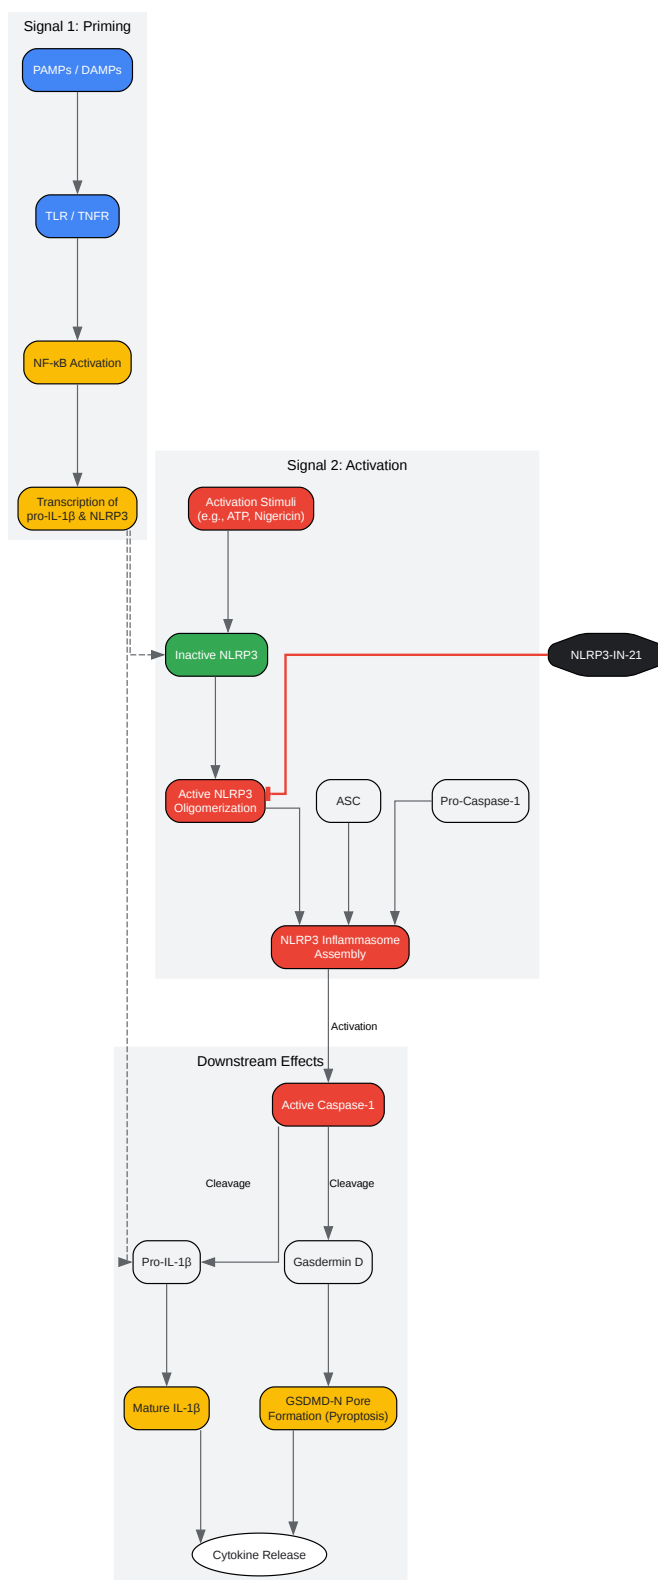 Signal 1: Priming
PAMPs / DAMPs
TLR / TNFR
NF-κB Activation
Transcription of
pro-IL-1β & NLRP3
Signal 2: Activation
Activation Stimuli
(e.g., ATP, Nigericin)
Inactive NLRP3
NLRP3-IN-21
Active NLRP3
Oligomerization
ASC
Pro-Caspase-1
NLRP3 Inflammasome
Assembly
Activation
Downstream Effects
Active Caspase-1
Cleavage
Cleavage
Pro-IL-1β
Gasdermin D
Mature IL-1β
GSDMD-N Pore
Formation (Pyroptosis)
Cytokine Release